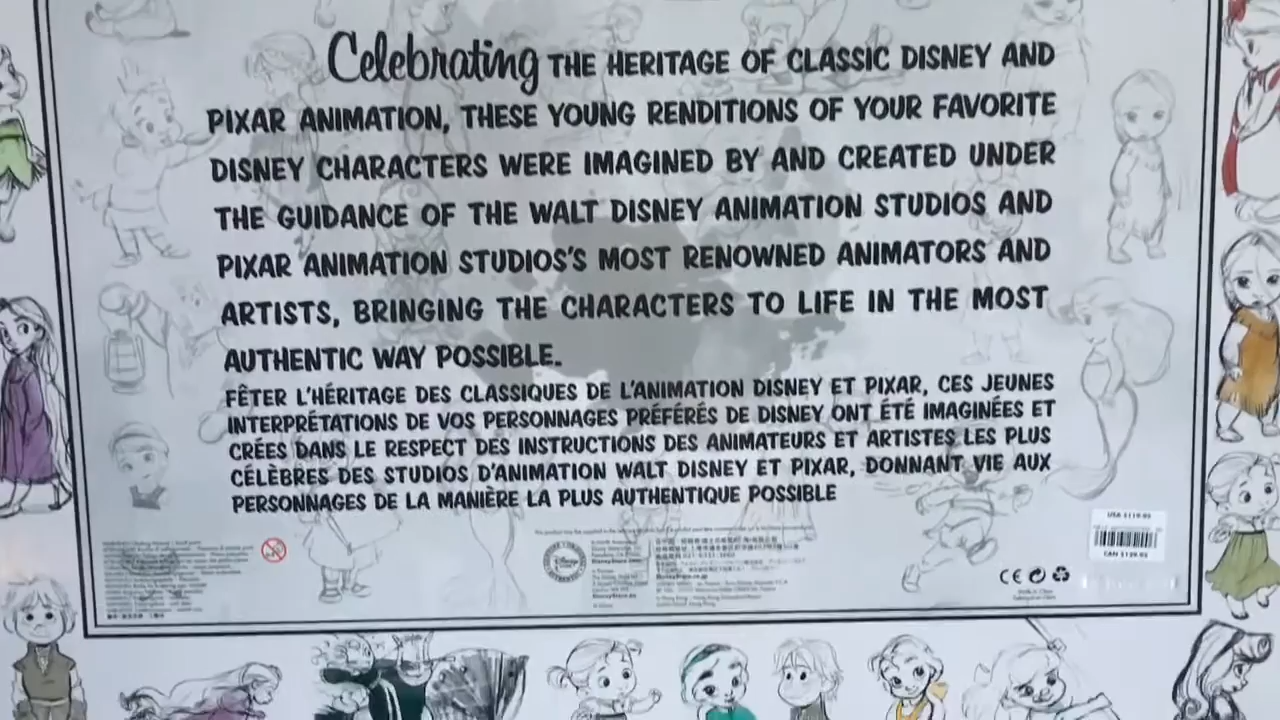 Celebrating THE HERITAGE OF CLASSIC DISNEY AND
PIXAR ANIMATION, THESE YOUNG RENDITIONS OF YOUR FAVORITE
DISNEY CHARACTERS WERE IMAGINED BY AND CREATED UNDER
THE GUIDANCE OF THE WALT DISNEY ANIMATION STUDIOS AND
PIXAR ANIMATION STUDIOS'S MOST RENOWNED ANIMATORS AND
ARTISTS, BRINGING THE CHARACTERS TO LIFE IN THE MOST
AUTHENTIC WAY POSSIBLE.
FÊTER L'HÉRITAGE DES CLASSIQUES DE L'ANIMATION DISNEY ET PIXAR, CES JEUNES
INTERPRÉTATIONS DE VOS PERSONNAGES PRÉFÉRÉS DE DISNEY ONT ÉTÉ IMAGINÉES ET
CRÉES DANS LE RESPECT DES INSTRUCTIONS DES ANIMATEURS ET ARTISTES LES PLUS
CÉLÈBRES DES STUDIOS D'ANIMATION WALT DISNEY ET PIXAR, DONNANT VIE AUX
PERSONNAGES DE LA MANIÈRE LA PLUS AUTHENTIQUE POSSIBLE
CE